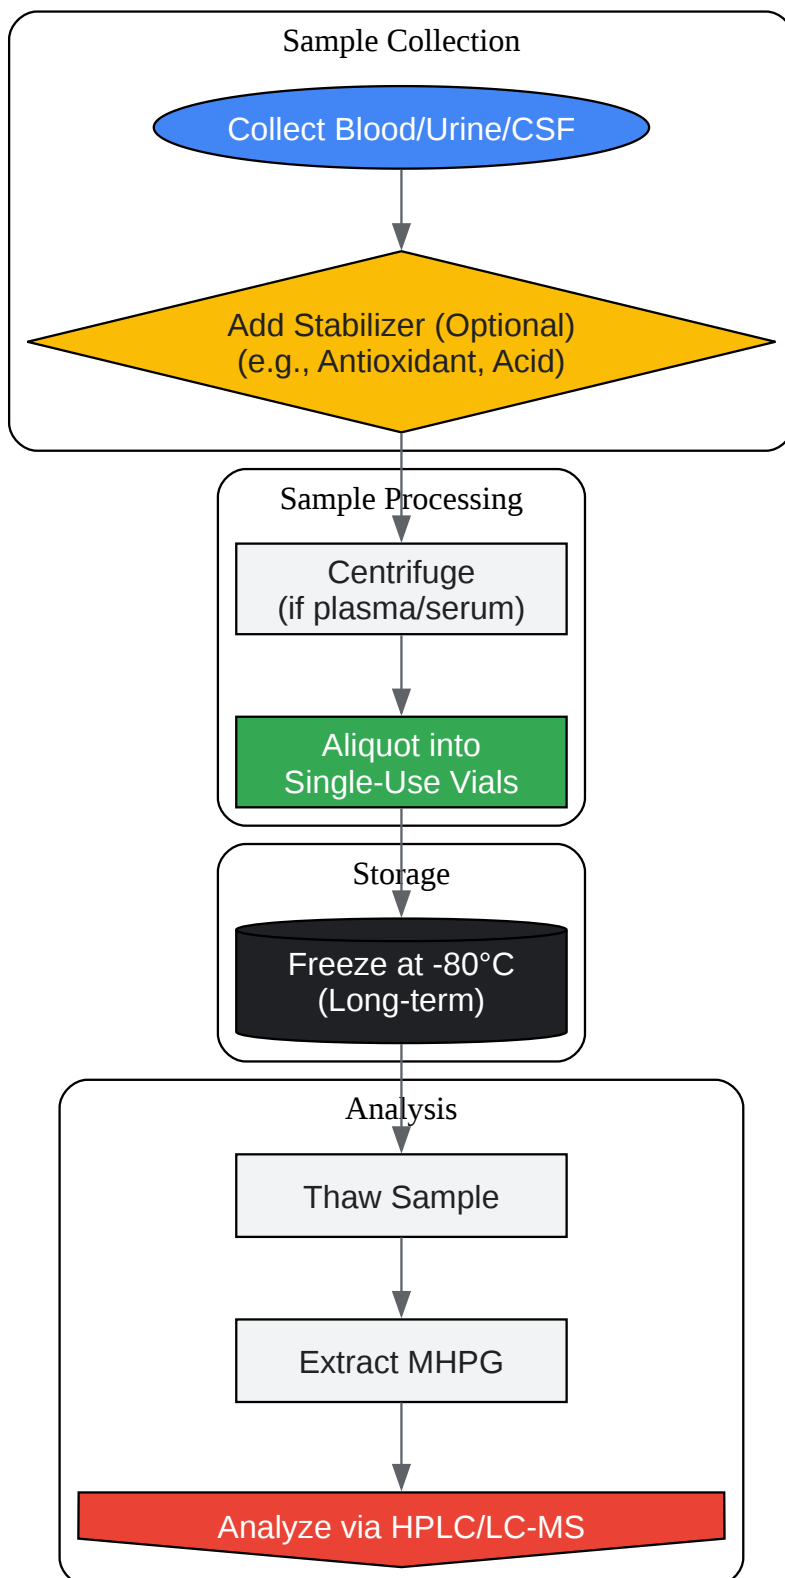 Sample Collection
Collect Blood/Urine/CSF
Add Stabilizer (Optional)
(e.g., Antioxidant, Acid)
Sample Processing
Centrifuge
(if plasma/serum)
Aliquot into
Single-Use Vials
Storage
Freeze at -80°C
(Long-term)
Analysis
Thaw Sample
Extract MHPG
Analyze via HPLC/LC-MS